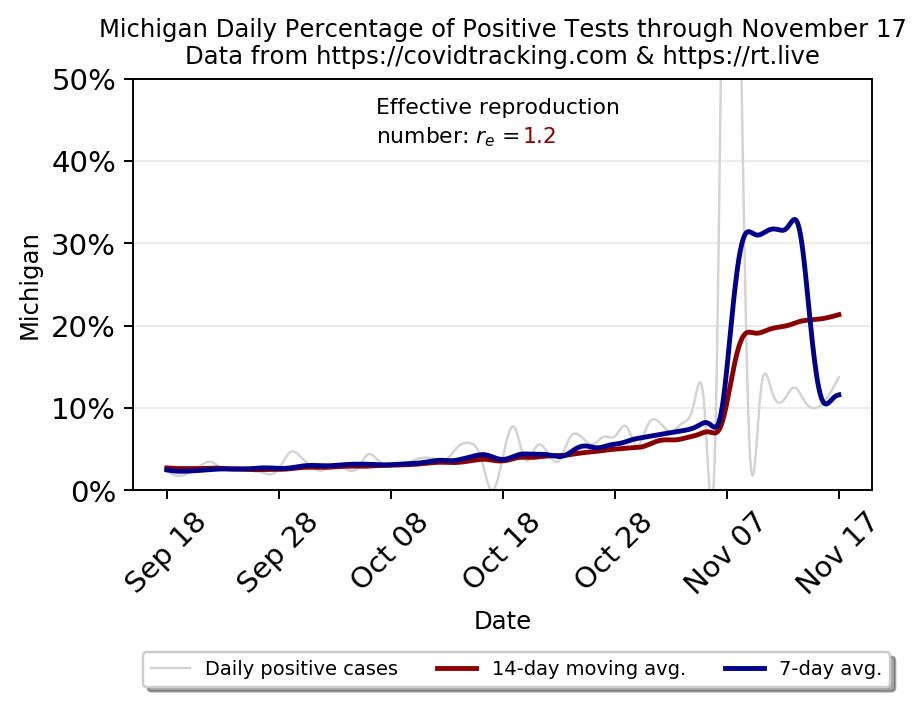 Michigan Daily Percentage of Positive Tests through November 17
Data from https://covidtracking.com & https://rt.live
50%
40%
30%
20%
10%
0%
Michigan
Effective reproduction
number: rₑ =1.2
Sep 18
Sep 28
Oct 08
Oct 18
Oct 28
Nov 07
Nov 17
Date
Daily positive cases
14-day moving avg.
7-day avg.